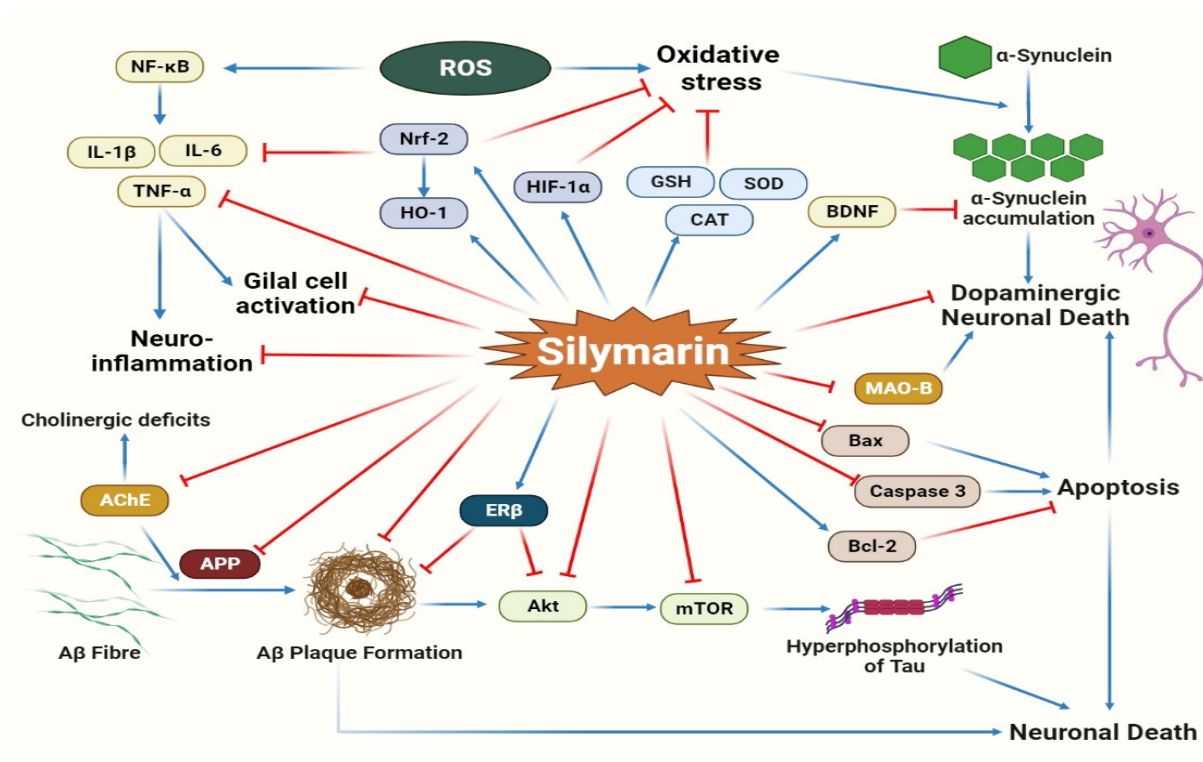 NF-κB
ROS
Oxidative
stress
α-Synuclein
IL-1β
IL-6
TNF-α
Nrf-2
HO-1
HIF-1α
GSH
SOD
CAT
BDNF
α-Synuclein
accumulation
Gilal cell
activation
Neuro-
inflammation
Silymarin
Dopaminergic
Neuronal Death
MAO-B
Bax
Caspase 3
Bcl-2
Apoptosis
Cholinergic deficits
AChE
APP
ERβ
Akt
mTOR
Aβ Fibre
Aβ Plaque Formation
Hyperphosphorylation
of Tau
Neuronal Death